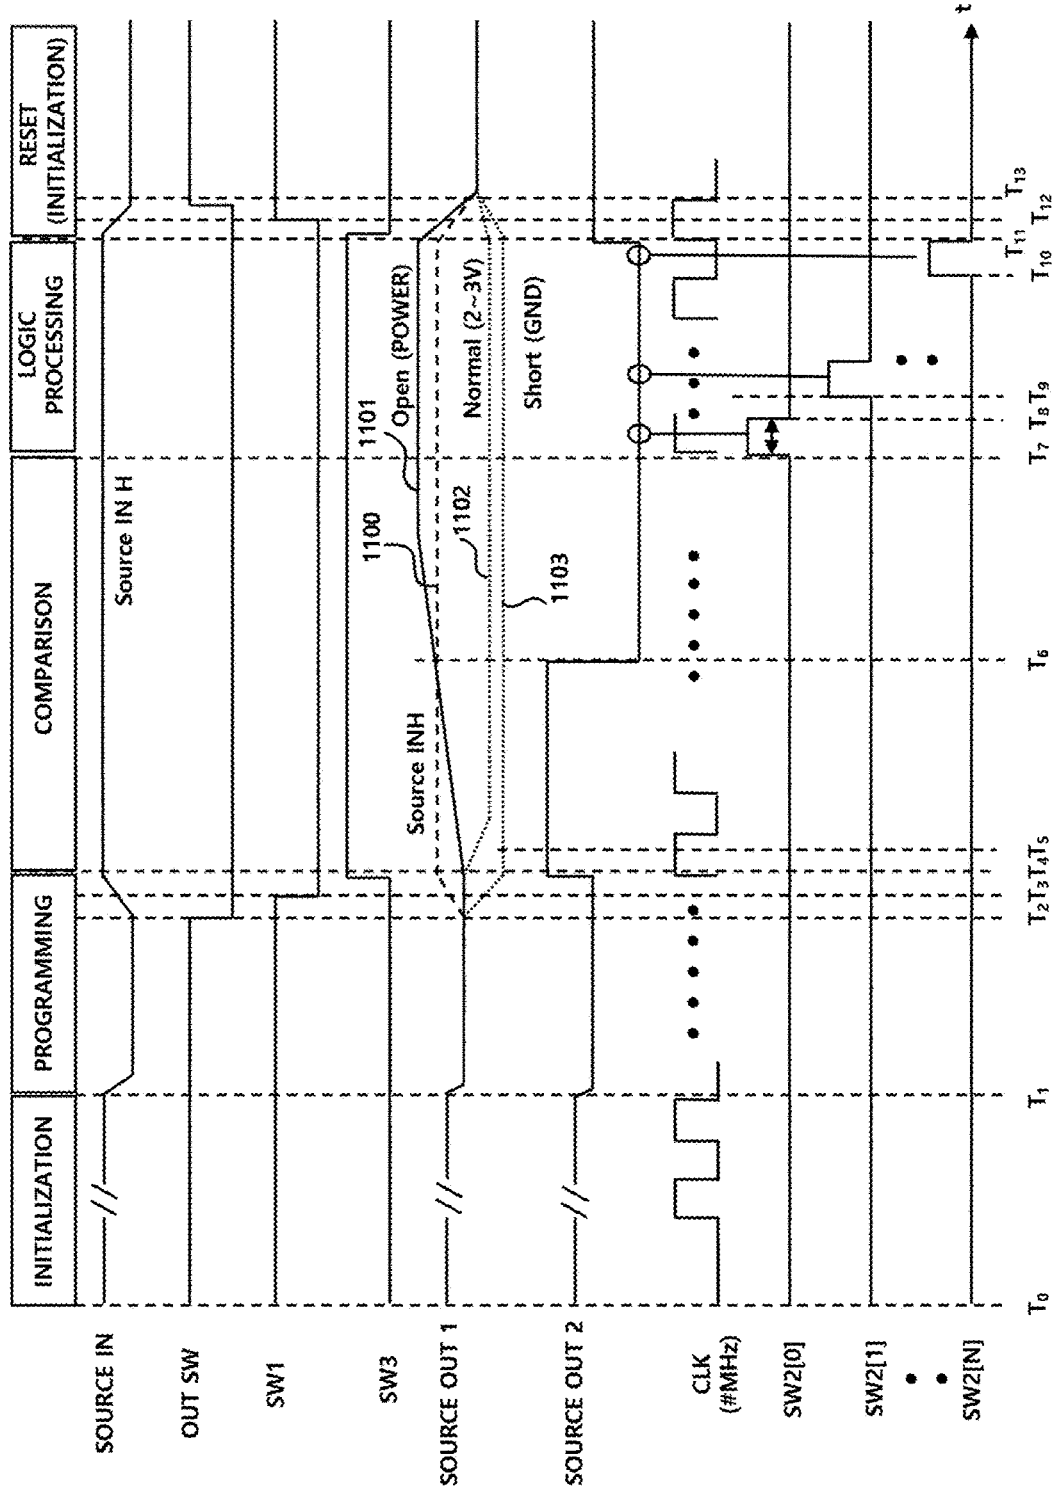 INITIALIZATION
PROGRAMMING
COMPARISON
LOGIC
PROCESSING
RESET
(INITIALIZATION)
SOURCE IN
Source IN H
OUT SW
SW1
SW3
SOURCE OUT 1
Source INH
1100
1101
Open (POWER)
1102
Normal (2~3V)
1103
Short (GND)
SOURCE OUT 2
CLK
(#MHz)
SW2[0]
SW2[1]
SW2[N]
t
T0
T1
T2
T3
T4
T5
T6
T7
T8
T9
T10
T11
T12
T13